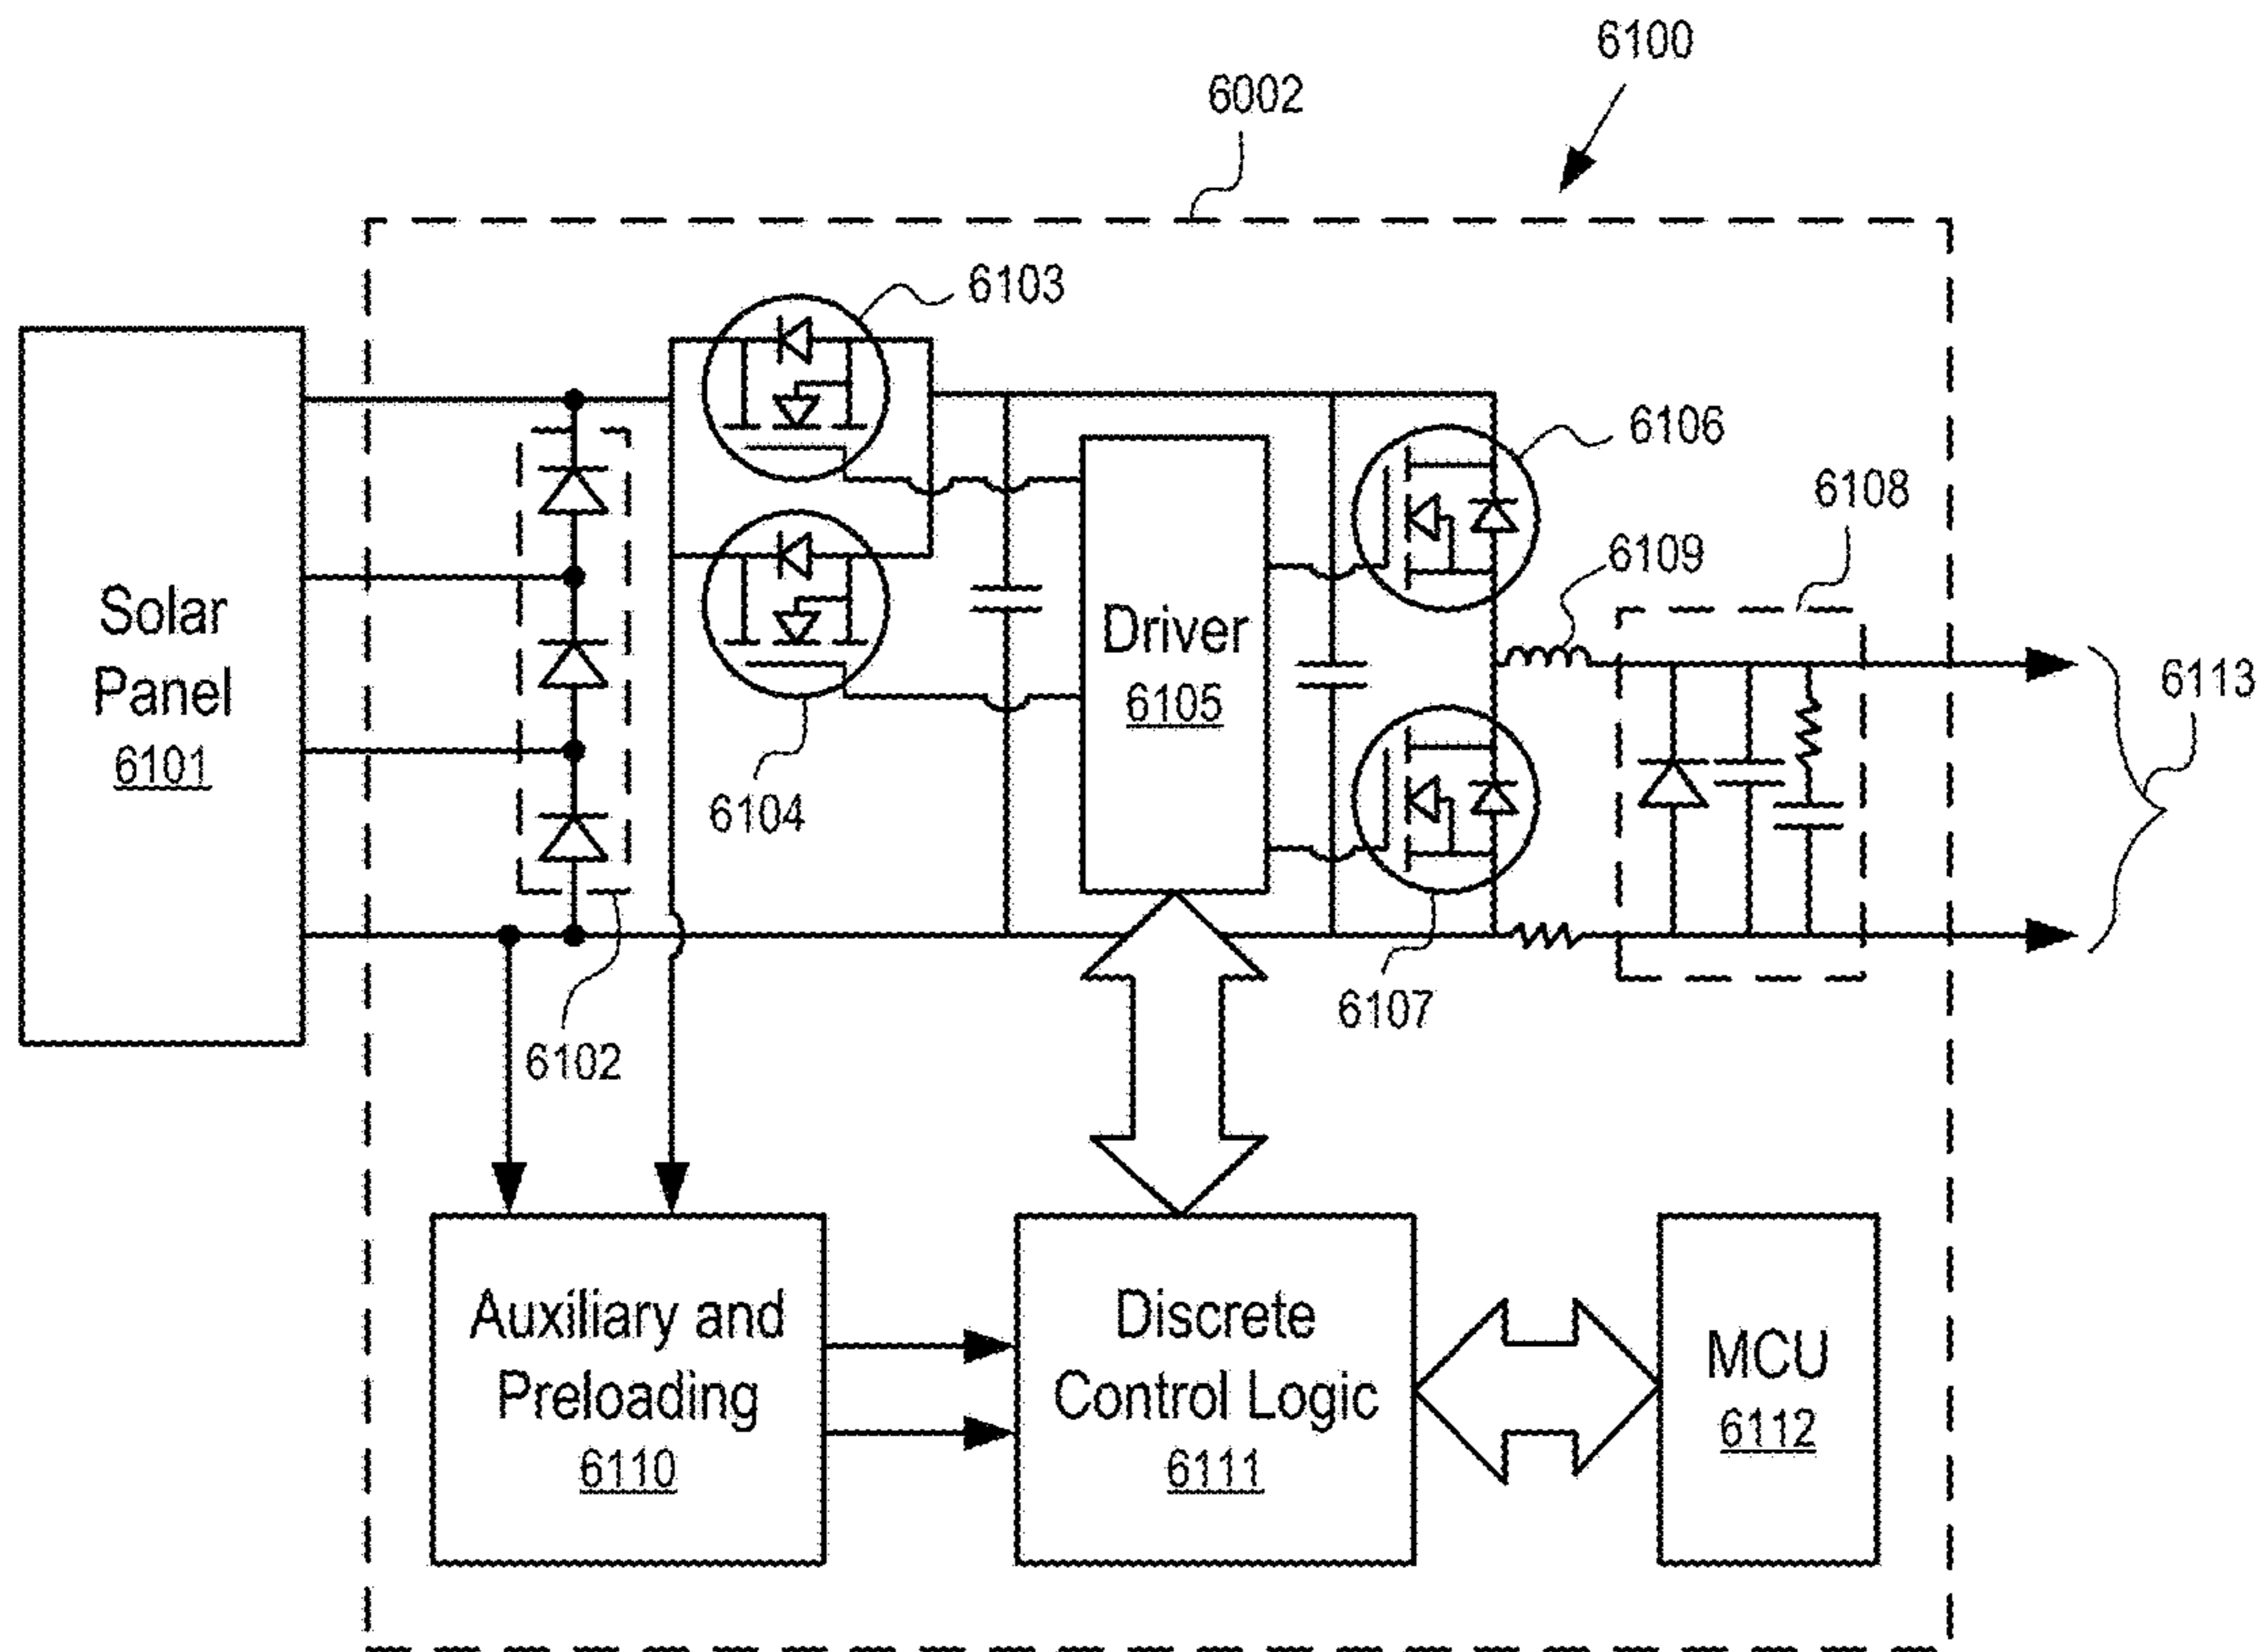 6100
6002
6103
6106
6108
6109
Solar
Panel
6101
Driver
6105
6113
6104
6107
6102
Auxiliary and
Preloading
6110
Discrete
Control Logic
6111
MCU
6112